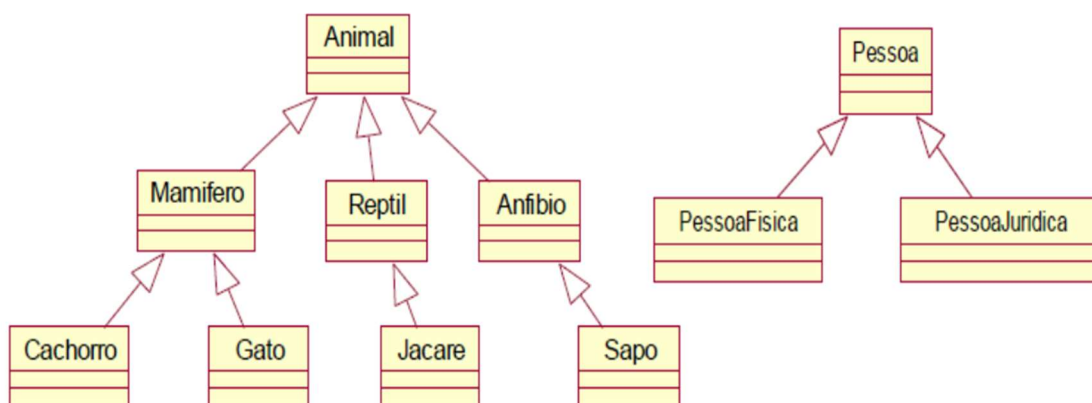 Animal
Pessoa
Mamifero
Reptil
Anfibio
PessoaFisica
PessoaJuridica
Cachorro
Gato
Jacare
Sapo